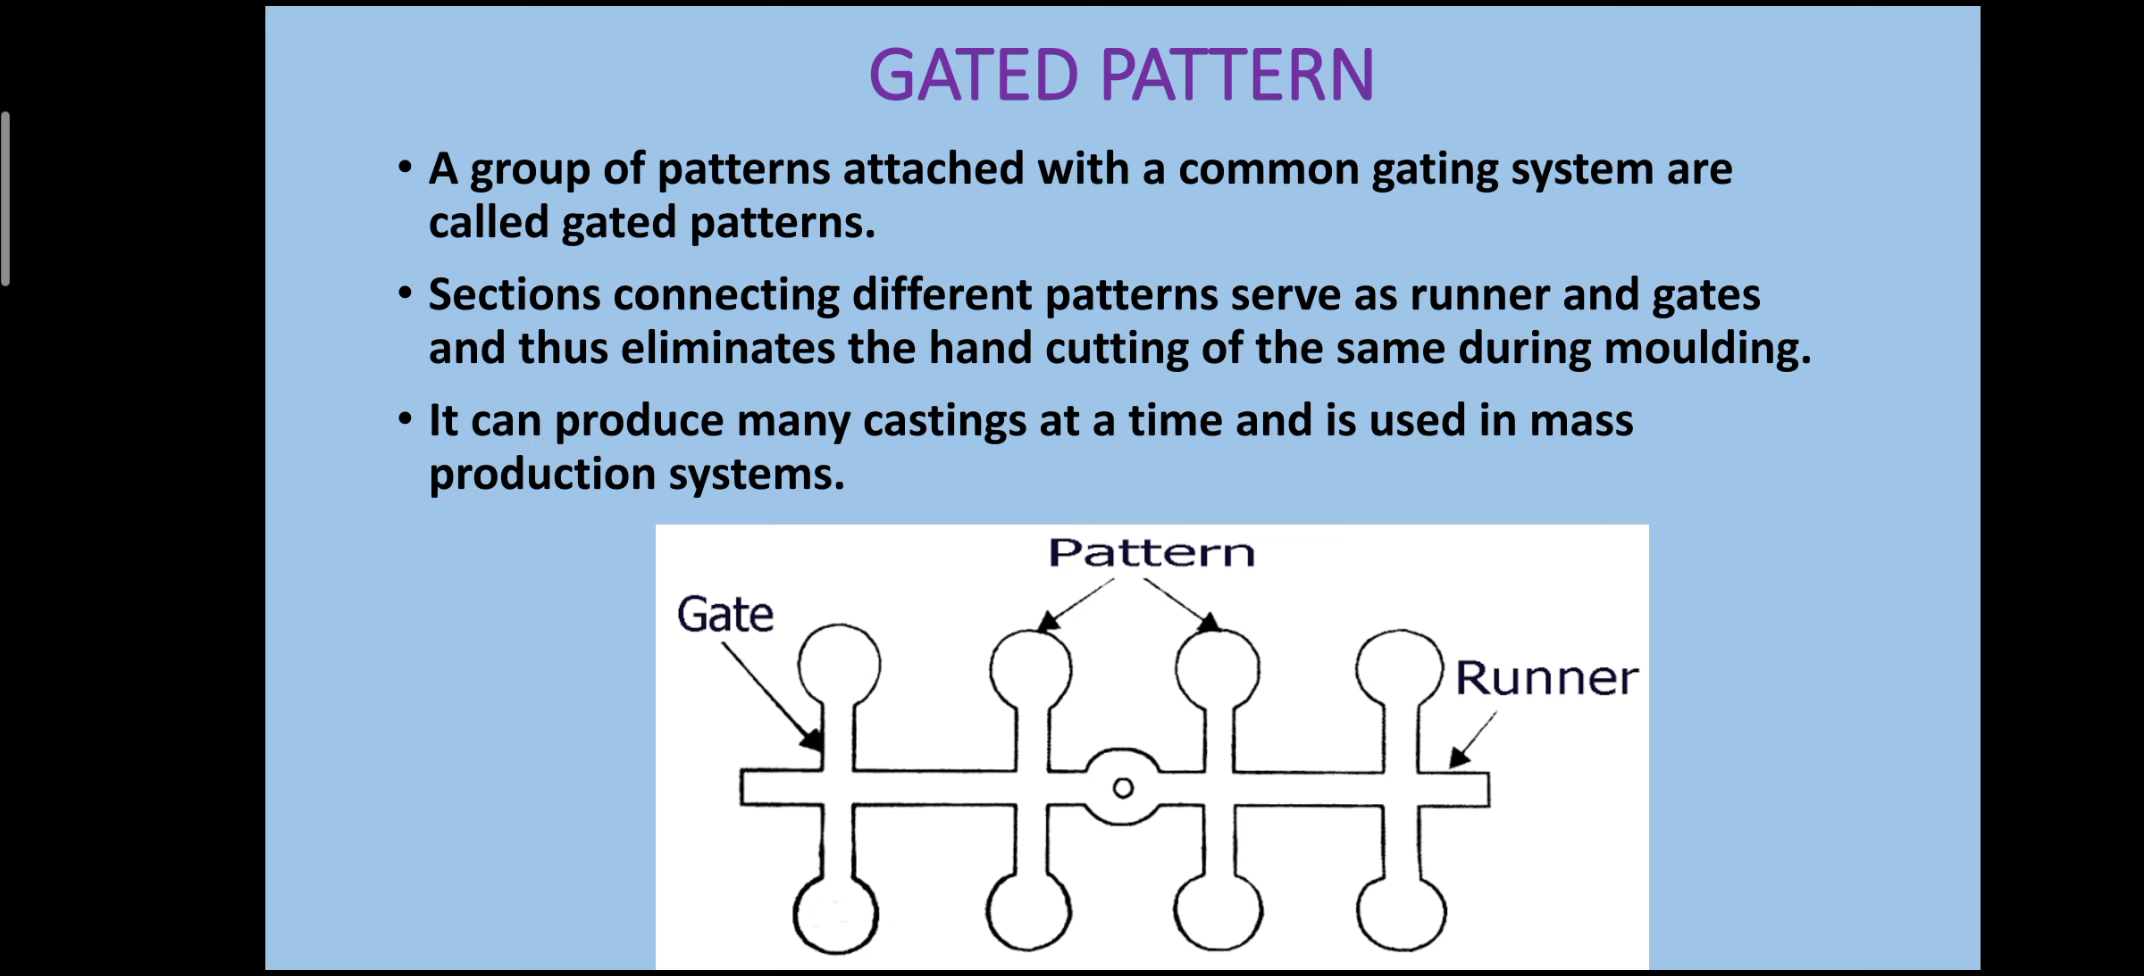 GATED PATTERN
• A group of patterns attached with a common gating system are
called gated patterns.
• Sections connecting different patterns serve as runner and gates
and thus eliminates the hand cutting of the same during moulding.
• It can produce many castings at a time and is used in mass
production systems.
Pattern
Gate
Runner